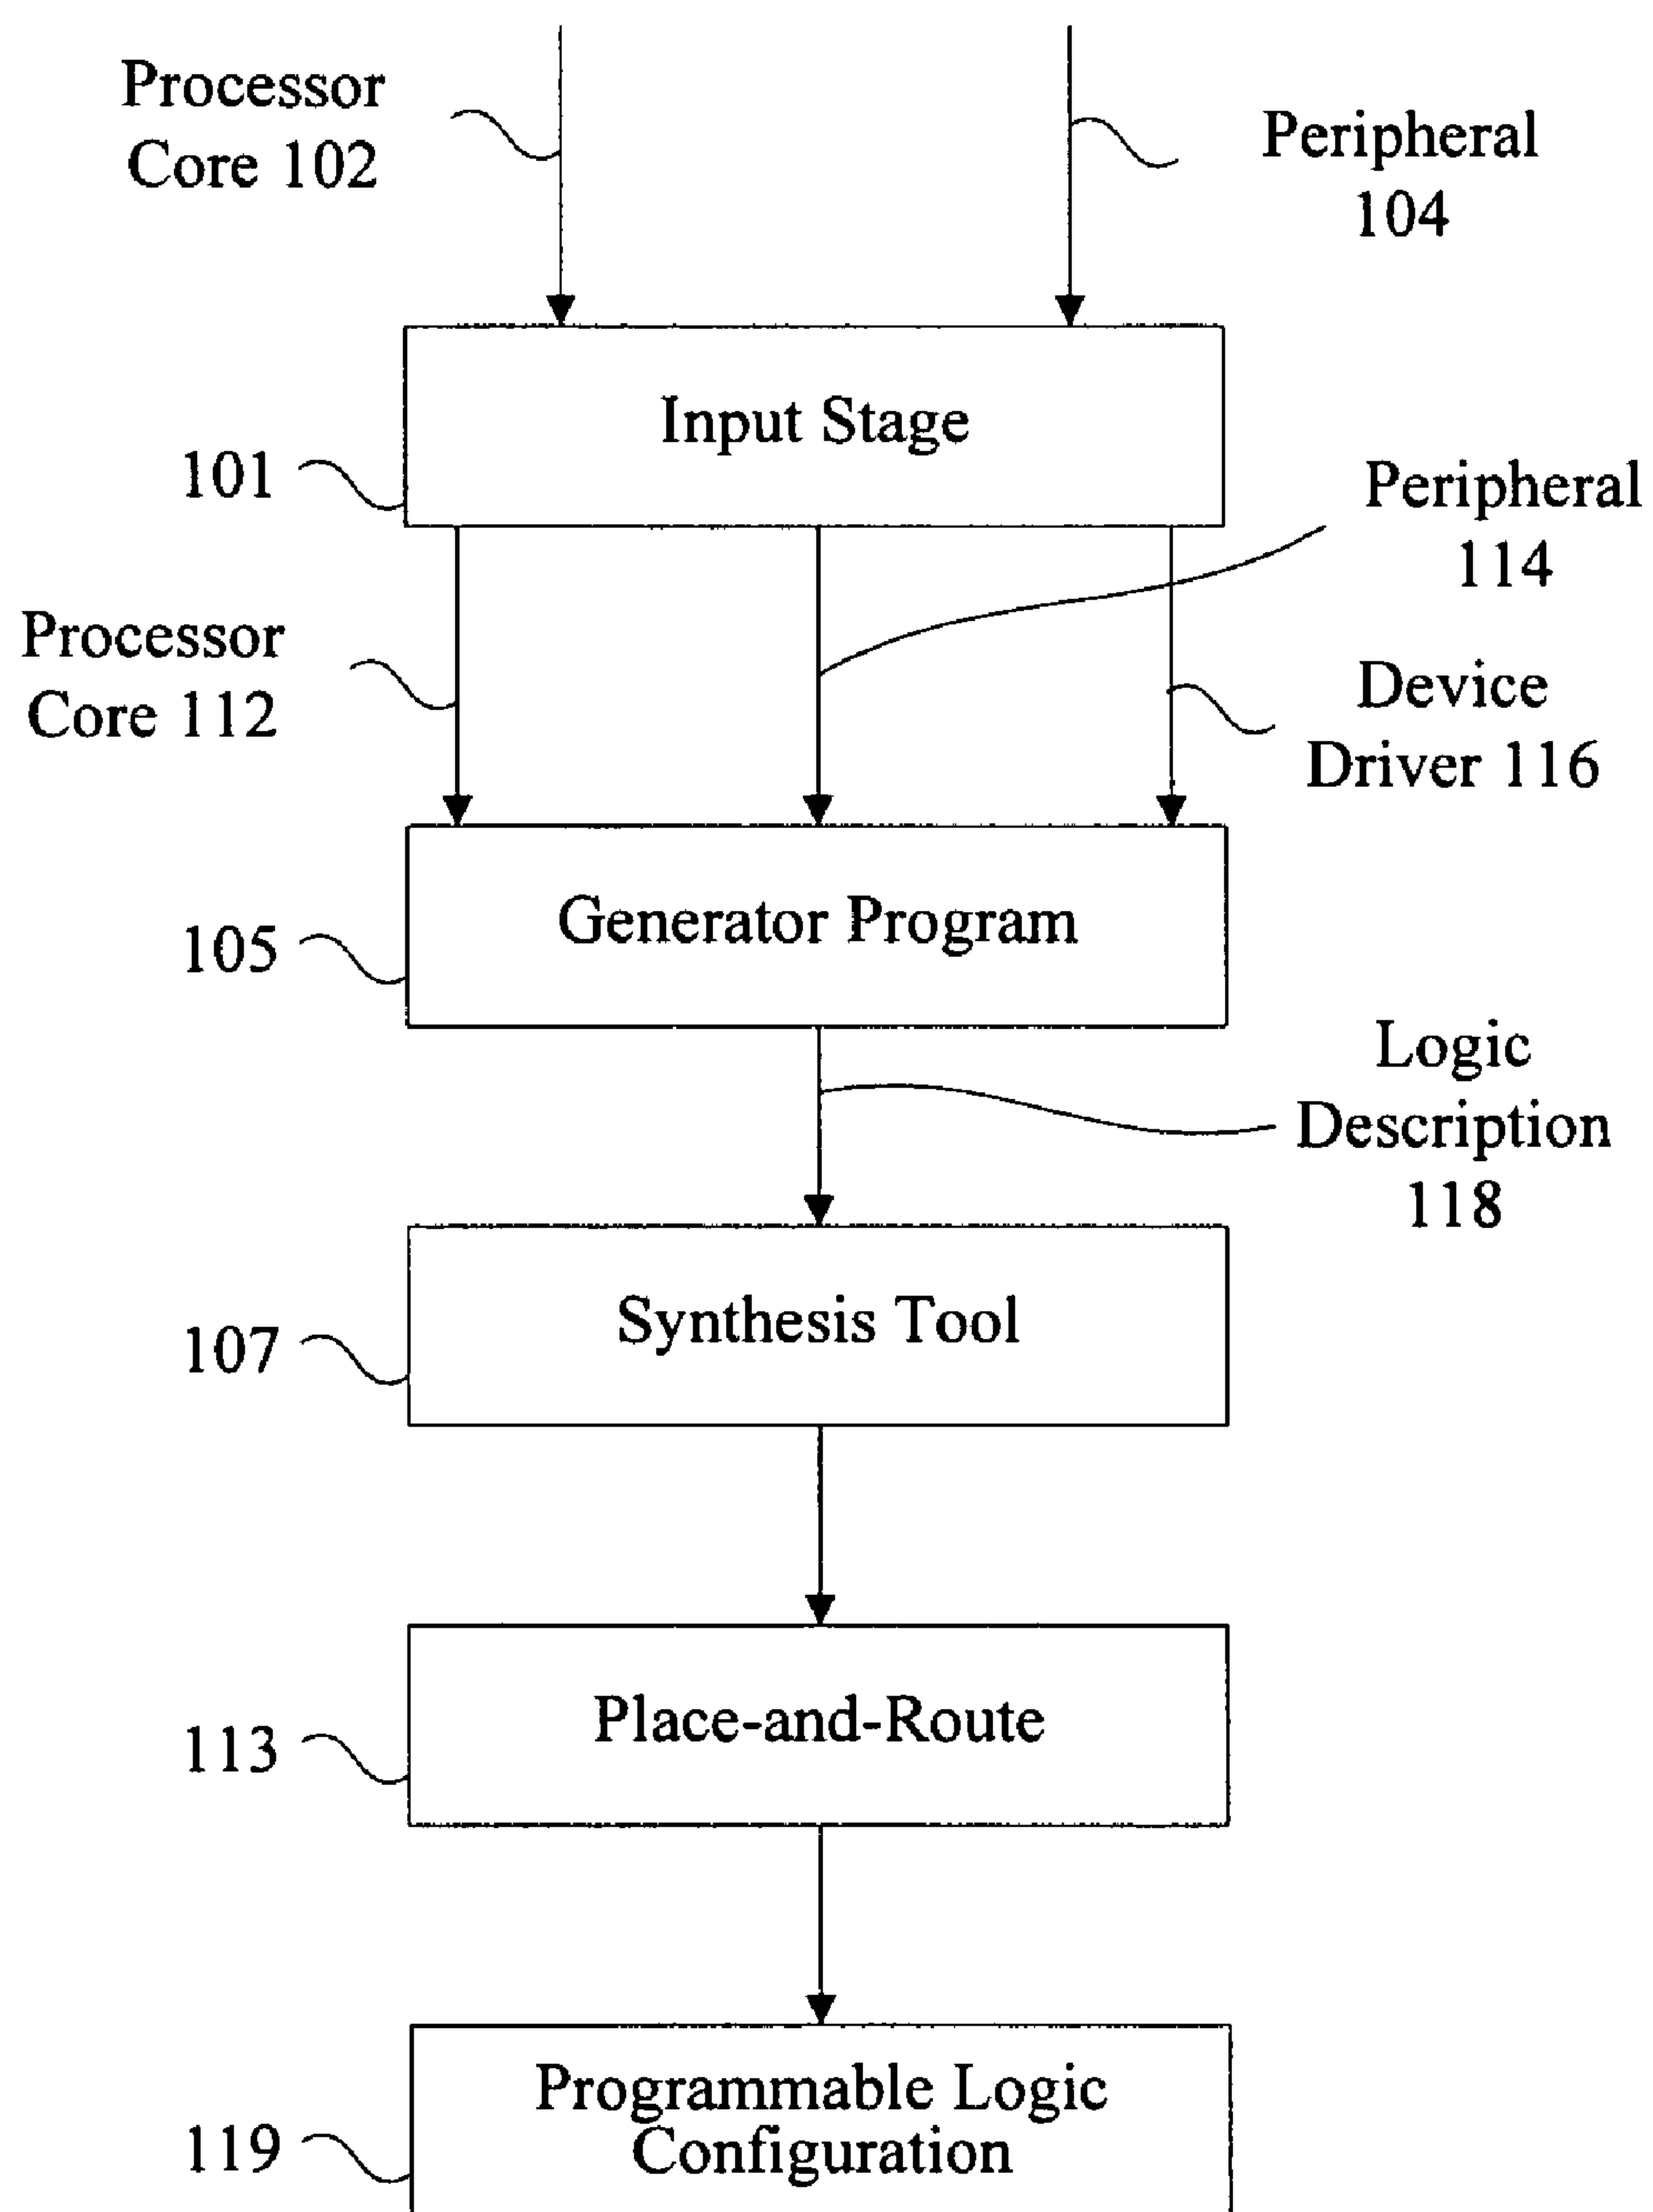 Processor
Core 102
Peripheral
104
Input Stage
101
Peripheral
114
Processor
Core 112
Device
Driver 116
Generator Program
105
Logic
Description
118
Synthesis Tool
107
Place-and-Route
113
Programmable Logic
Configuration
119